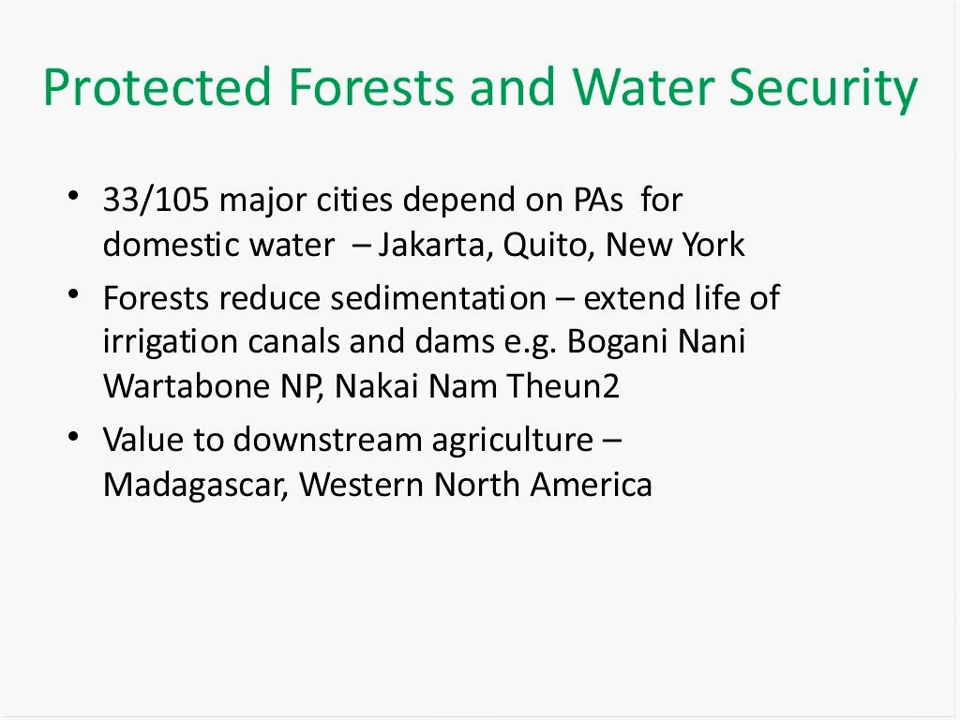 Protected Forests and Water Security
• 33/105 major cities depend on PAs for
domestic water – Jakarta, Quito, New York
• Forests reduce sedimentation – extend life of
irrigation canals and dams e.g. Bogani Nani
Wartabone NP, Nakai Nam Theun2
• Value to downstream agriculture –
Madagascar, Western North America